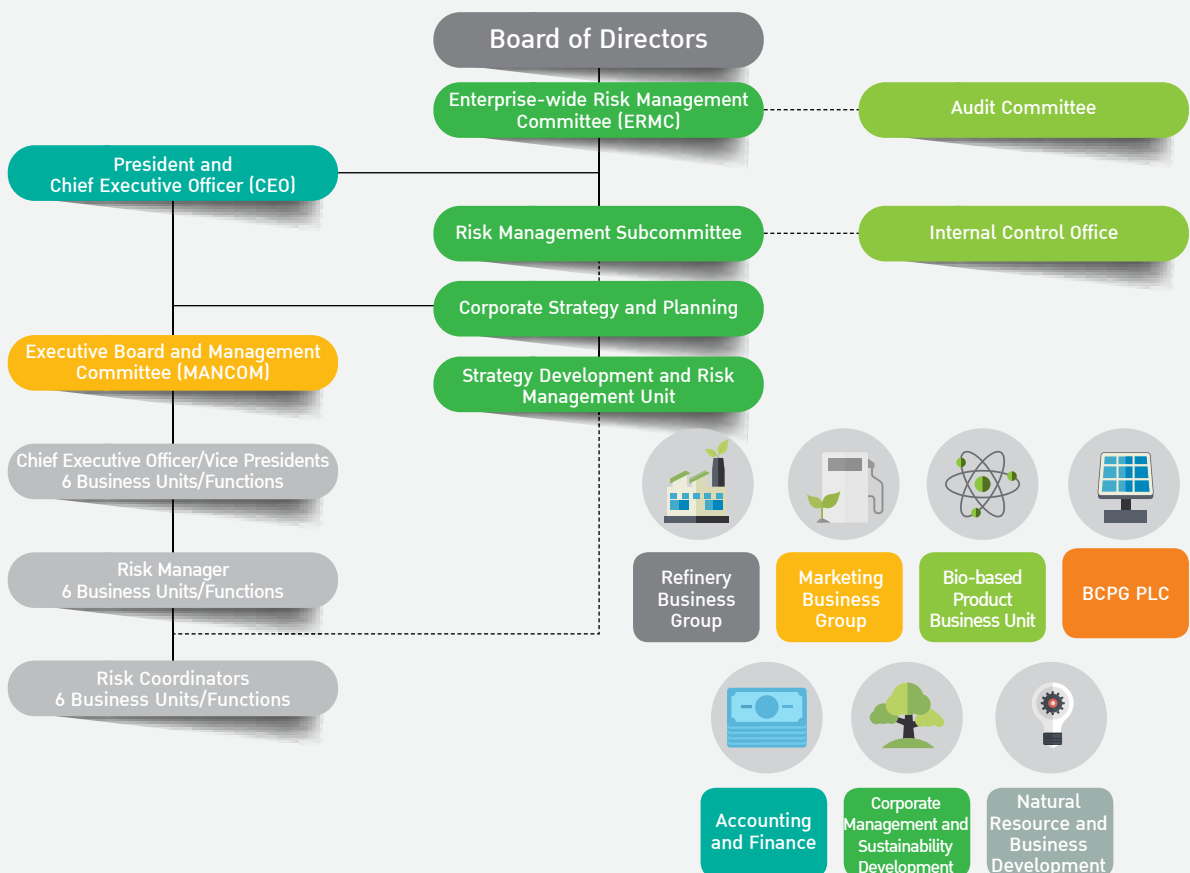 Board of Directors
Enterprise-wide Risk Management
Committee (ERMC)
Audit Committee
President and
Chief Executive Officer (CEO)
Risk Management Subcommittee
Internal Control Office
Corporate Strategy and Planning
Executive Board and Management
Committee (MANCOM)
Strategy Development and Risk
Management Unit
Chief Executive Officer/Vice Presidents
6 Business Units/Functions
Risk Manager
6 Business Units/Functions
Risk Coordinators
6 Business Units/Functions
Refinery
Business
Group
Marketing
Business
Group
Bio-based
Product
Business Unit
BCPG PLC
Accounting
and Finance
Corporate
Management and
Sustainability
Development
Natural
Resource and
Business
Development